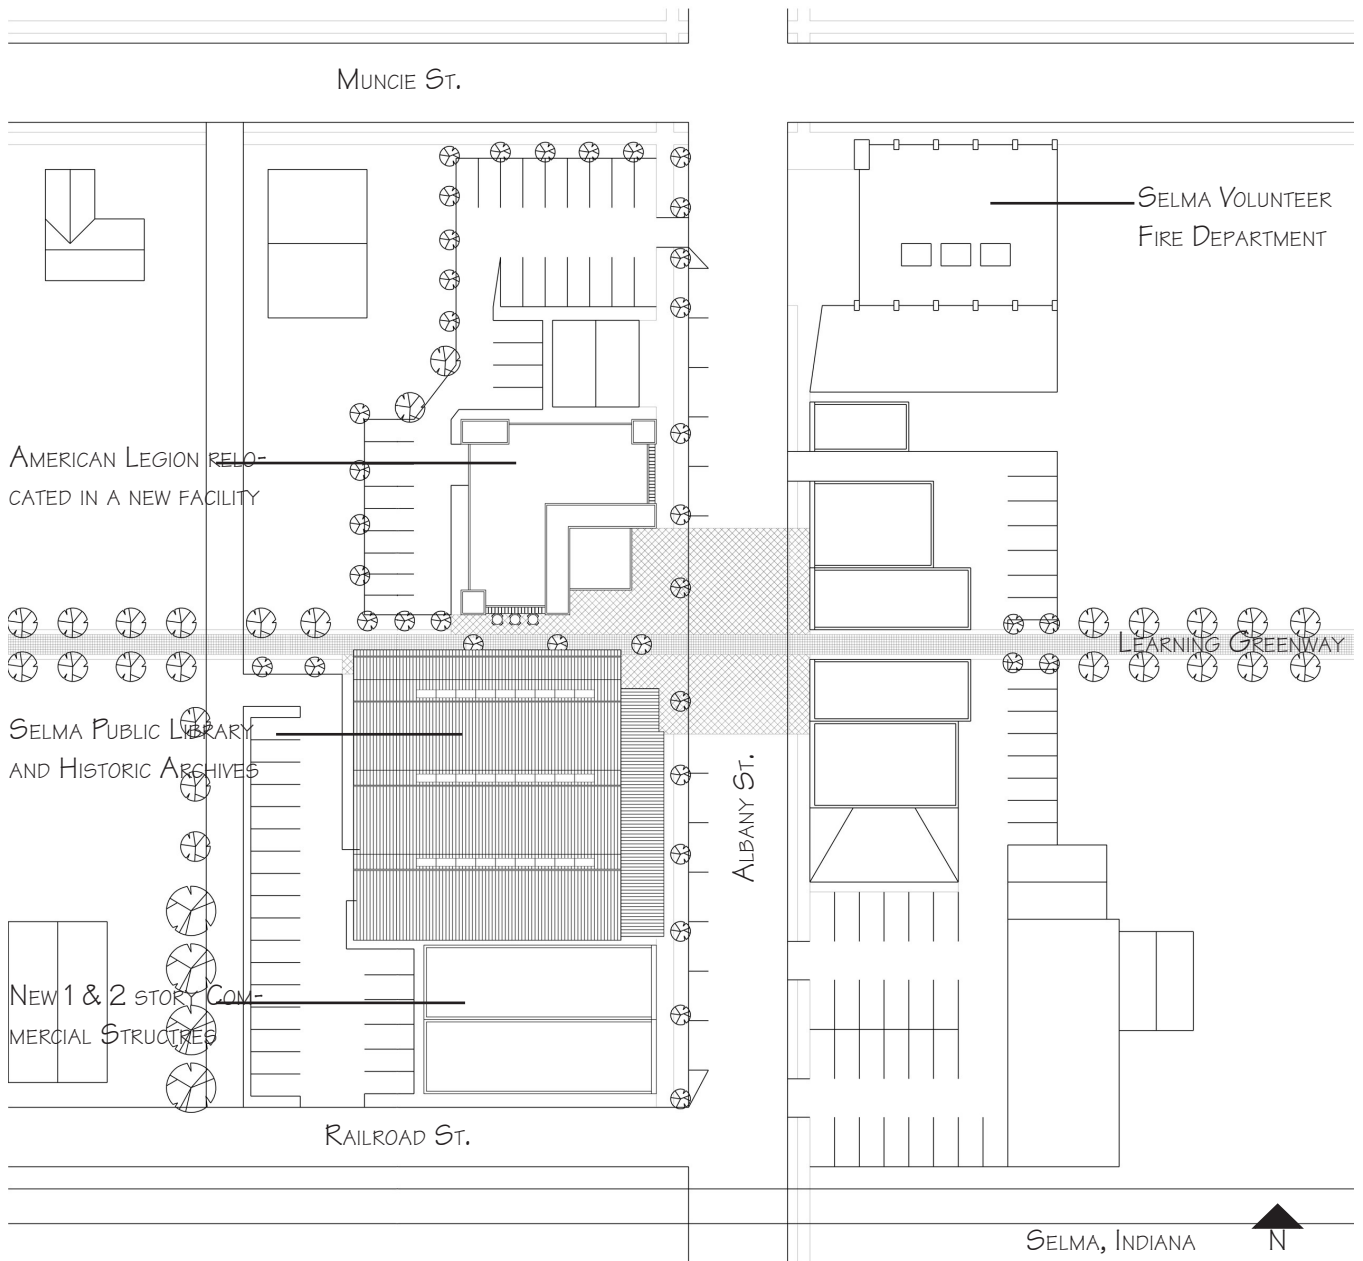 Muncie St.
Selma Volunteer
Fire Department
American Legion relo-
cated in a new facility
Learning Greenway
Selma Public Library
and Historic Archives
Albany St.
New 1 & 2 story Com-
mercial Structres
Railroad St.
Selma, Indiana
N